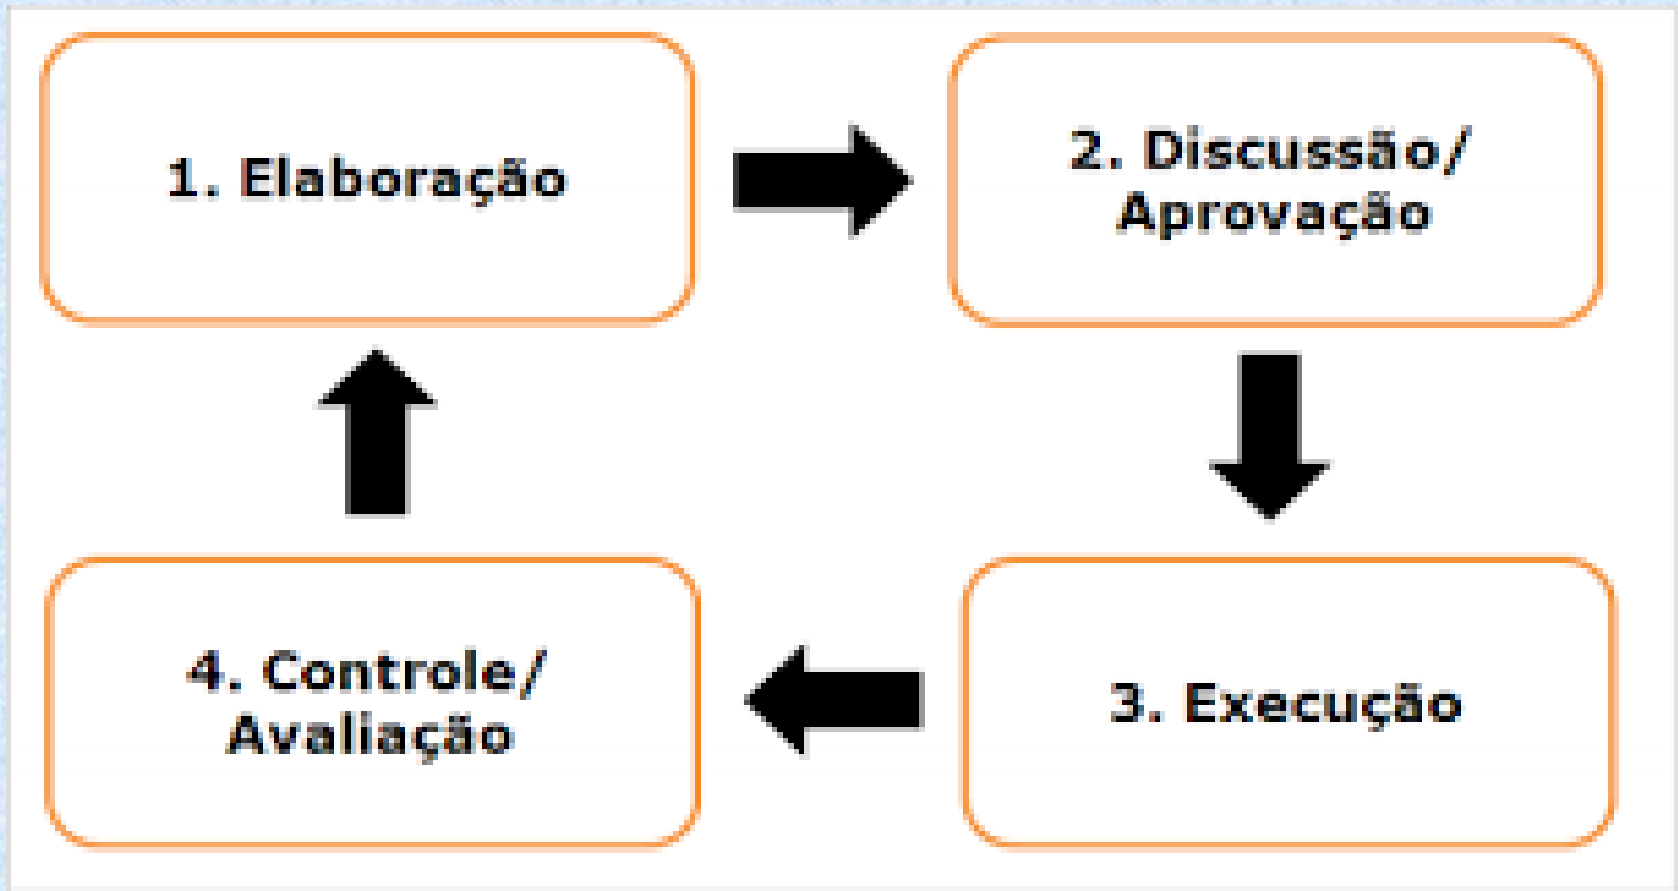 1. Elaboração
2. Discussão/
Aprovação
4. Controle/
Avaliação
3. Execução